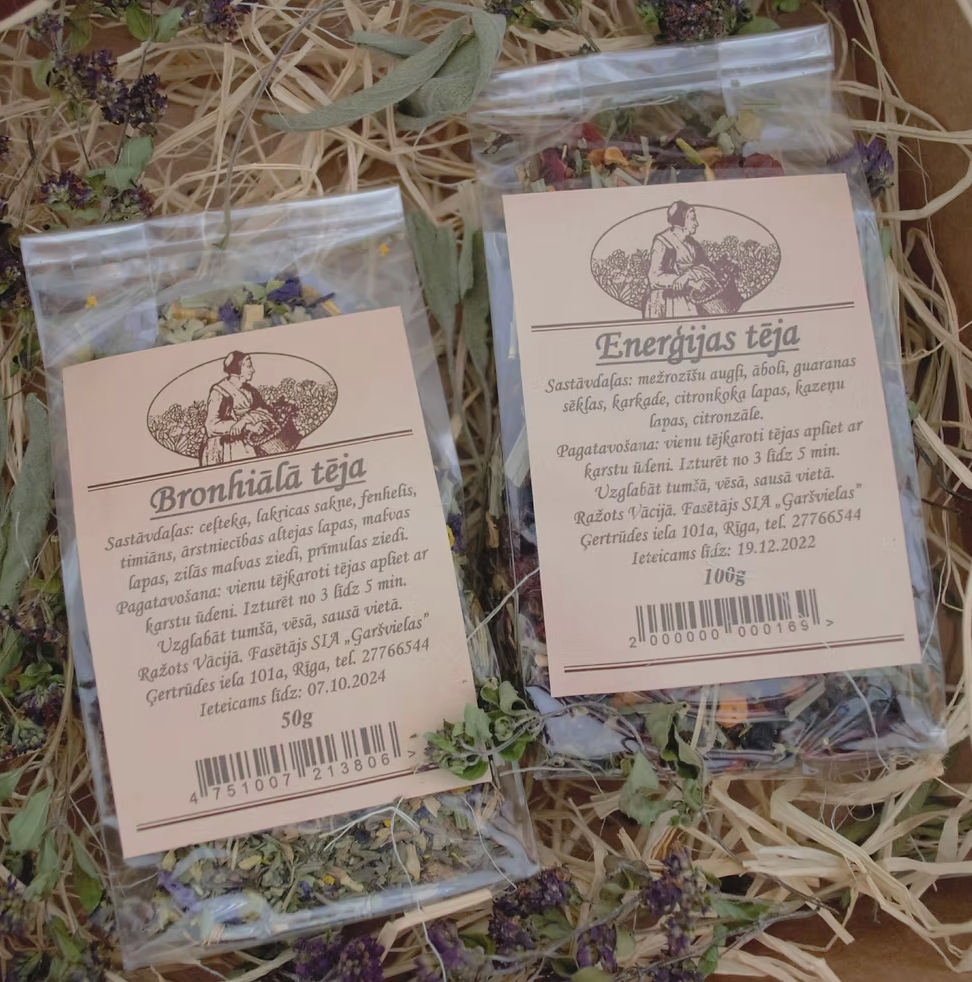 Bronhiālā tēja
Sastāvdaļas: ceļteka, lakricas sakne, fenhelis,
timiāns, ārstniecības altejas lapas, malvas
lapas, zilās malvas ziedi, prīmulas ziedi.
Pagatavošana: vienu tējkaroti tējas apliet ar
karstu ūdeni. Izturēt no 3 līdz 5 min.
Uzglabāt tumšā, vēsā, sausā vietā.
Ražots Vācijā. Fasētājs SIA „Garšvielas”
Ģertrūdes iela 101a, Rīga, tel. 27766544
Ieteicams līdz: 07.10.2024
50g
4 751007 213806 >
Enerģijas tēja
Sastāvdaļas: mežrozīšu augļi, āboli, guaranas
sēklas, karkade, citronkoka lapas, kazeņu
lapas, citronzāle.
Pagatavošana: vienu tējkaroti tējas apliet ar
karstu ūdeni. Izturēt no 3 līdz 5 min.
Uzglabāt tumšā, vēsā, sausā vietā.
Ražots Vācijā. Fasētājs SIA „Garšvielas”
Ģertrūdes iela 101a, Rīga, tel. 27766544
Ieteicams līdz: 19.12.2022
100g
2 000000 000169 >